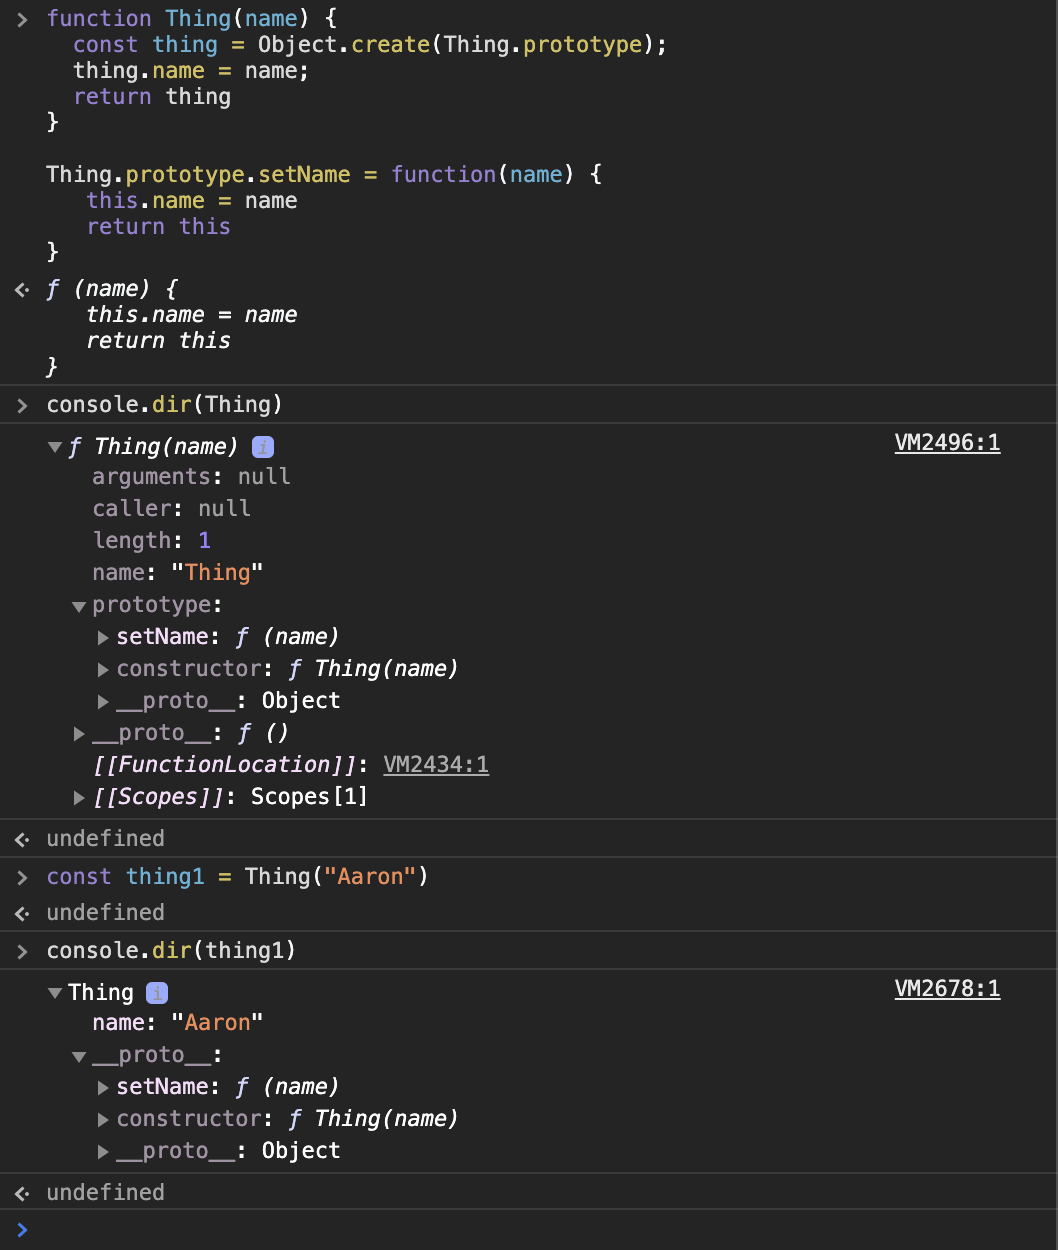 > function Thing(name) {
const thing = Object.create(Thing.prototype);
thing.name = name;
return thing
}
Thing.prototype.setName = function(name) {
this.name = name
return this
}
ƒ (name) {
this.name = name
return this
}
> console.dir(Thing)
▼ƒ Thing(name) i VM2496:1
arguments: null
caller: null
length: 1
name: "Thing"
▼prototype:
▶setName: ƒ (name)
▶constructor: ƒ Thing(name)
▶__proto__: Object
▶__proto__: ƒ ()
[[FunctionLocation]]: VM2434:1
▶[[Scopes]]: Scopes[1]
undefined
> const thing1 = Thing("Aaron")
undefined
> console.dir(thing1)
▼Thing i VM2678:1
name: "Aaron"
▼__proto__:
▶setName: ƒ (name)
▶constructor: ƒ Thing(name)
▶__proto__: Object
undefined
>